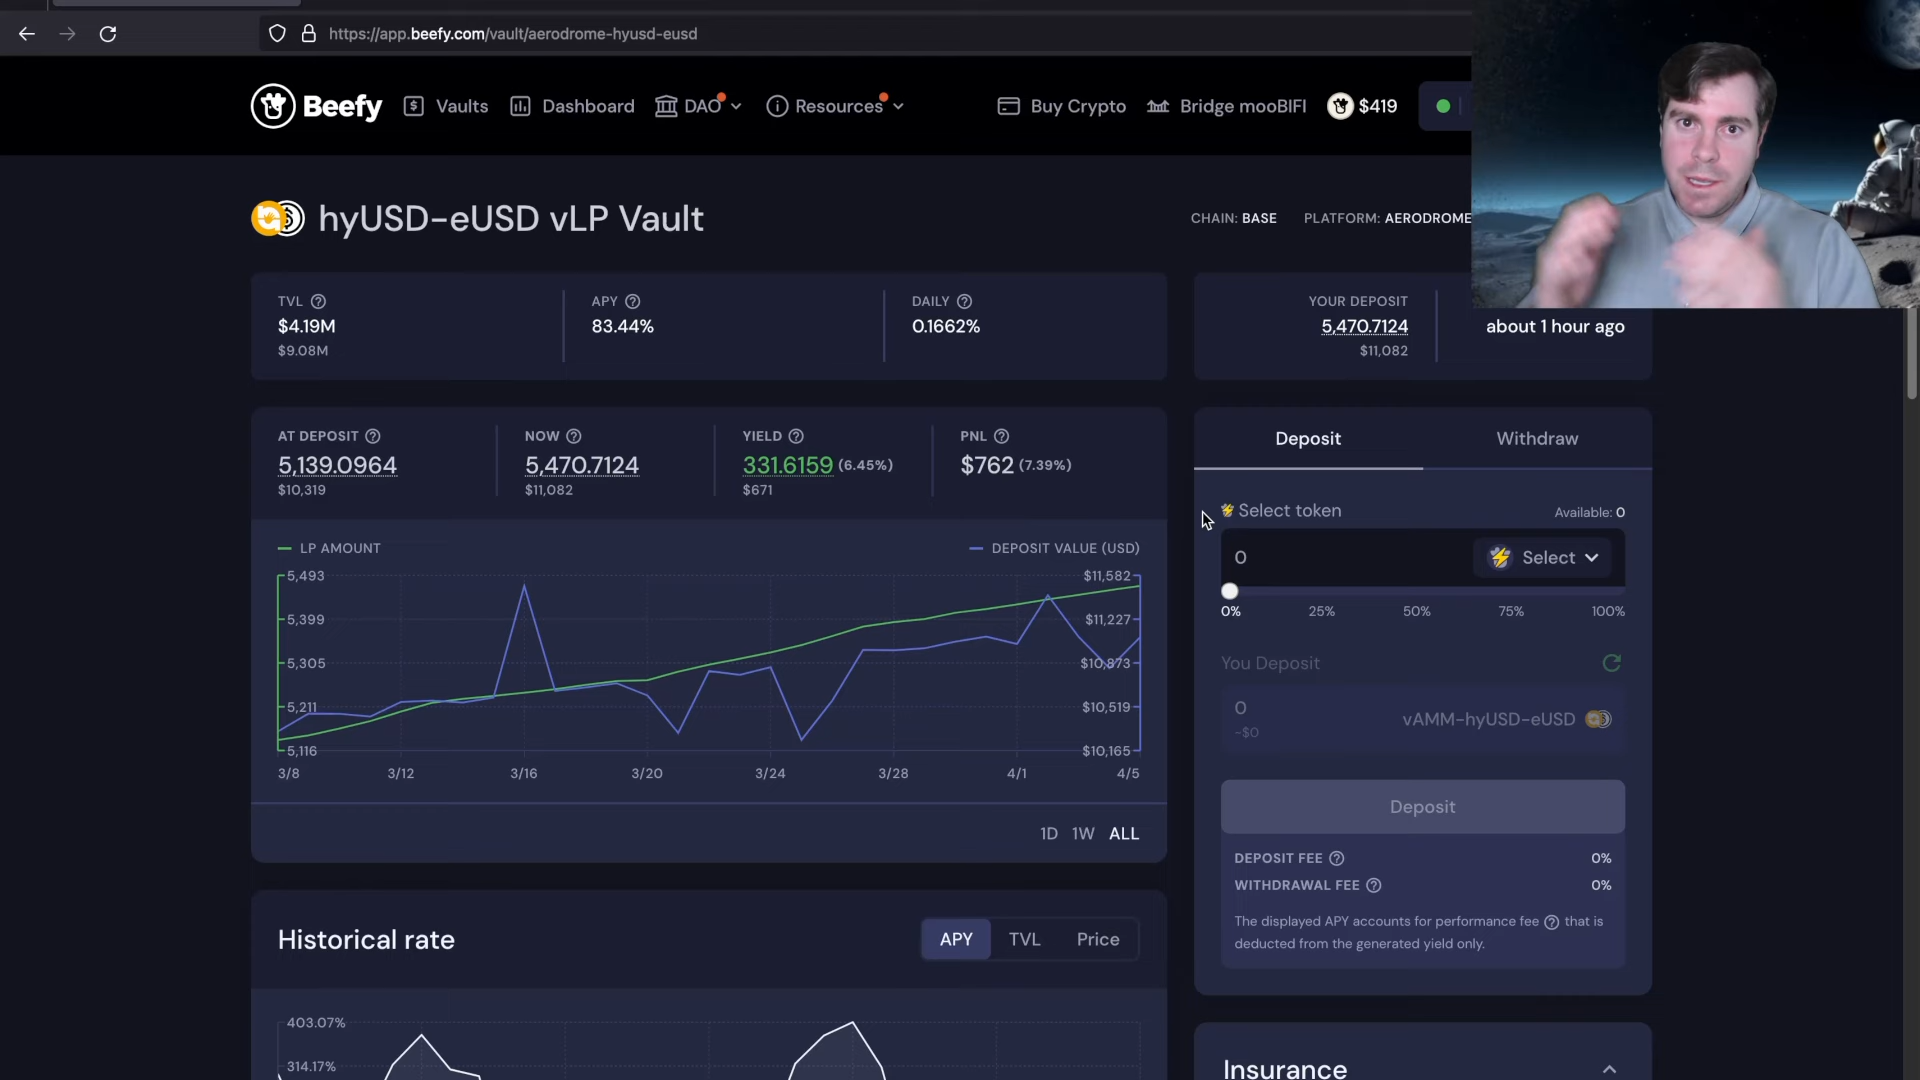 https://app.beefy.com/vault/aerodrome-hyusd-eusd
Beefy
Vaults
Dashboard
DAO
Resources
Buy Crypto
Bridge mooBIFI
$419
hyUSD-eUSD vLP Vault
CHAIN: BASE
PLATFORM: AERODROME
TVL
$4.19M
$9.08M
APY
83.44%
DAILY
0.1662%
YOUR DEPOSIT
5,470.7124
$11,082
about 1 hour ago
AT DEPOSIT
5,139.0964
$10,319
NOW
5,470.7124
$11,082
YIELD
331.6159 (6.45%)
$671
PNL
$762 (7.39%)
LP AMOUNT
DEPOSIT VALUE (USD)
5,493
5,399
5,305
5,211
5,116
$11,582
$11,227
$10,873
$10,519
$10,165
3/8
3/12
3/16
3/20
3/24
3/28
4/1
4/5
1D
1W
ALL
Historical rate
APY
TVL
Price
403.07%
314.17%
Deposit
Withdraw
Select token
Available: 0
0
Select
0%
25%
50%
75%
100%
You Deposit
0
~$0
vAMM-hyUSD-eUSD
Deposit
DEPOSIT FEE
0%
WITHDRAWAL FEE
0%
The displayed APY accounts for performance fee that is
deducted from the generated yield only.
Insurance